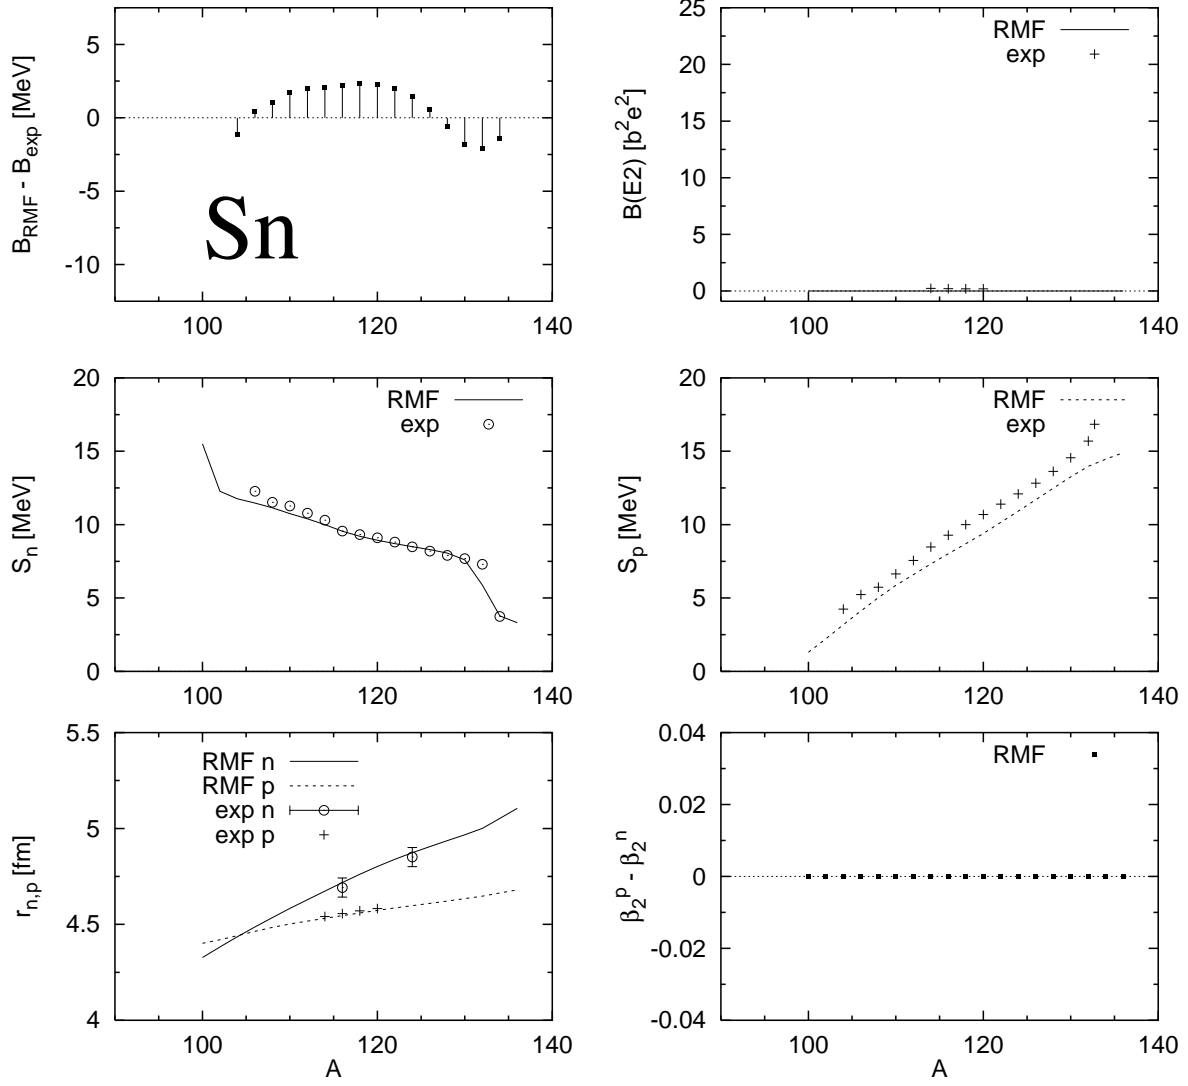 5
0
-5
-10
B_RMF - B_exp [MeV]
Sn
100
120
140
25
20
15
10
5
0
B(E2) [b^2e^2]
RMF
exp
100
120
140
20
15
10
5
0
S_n [MeV]
RMF
exp
100
120
140
20
15
10
5
0
S_p [MeV]
RMF
exp
100
120
140
5.5
5
4.5
4
r_n,p [fm]
RMF n
RMF p
exp n
exp p
100
120
140
A
0.04
0.02
0
-0.02
-0.04
β_2^p - β_2^n
RMF
100
120
140
A